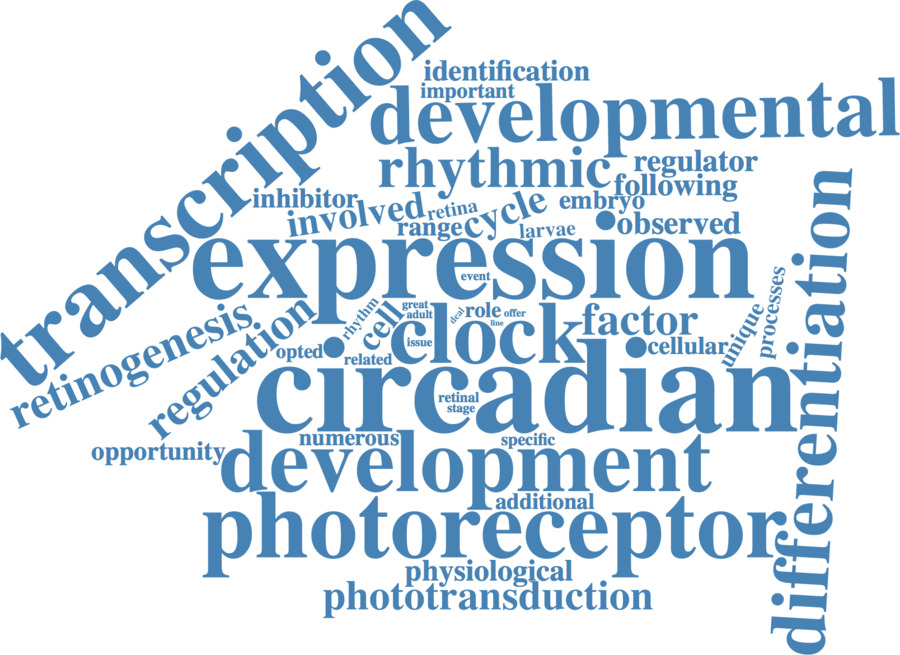 transcription
identification
important
developmental
rhythmic
regulator
following
inhibitor
involved
retina
range
cycle
embryo
larvae
observed
expression
event
differentiation
retinogenesis
regulation
rhythm
cell
great
adult
issue
deal
role
offer
line
clock
factor
unique
processes
opted
related
cellular
circadian
retinal
stage
opportunity
numerous
specific
development
additional
photoreceptor
physiological
phototransduction